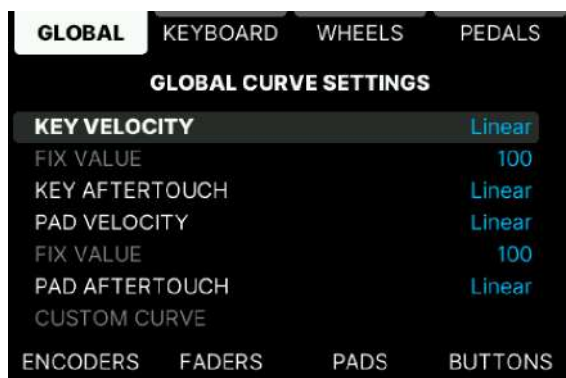 GLOBAL KEYBOARD WHEELS PEDALS
GLOBAL CURVE SETTINGS
KEY VELOCITY Linear
FIX VALUE 100
KEY AFTERTOUCH Linear
PAD VELOCITY Linear
FIX VALUE 100
PAD AFTERTOUCH Linear
CUSTOM CURVE
ENCODERS FADERS PADS BUTTONS